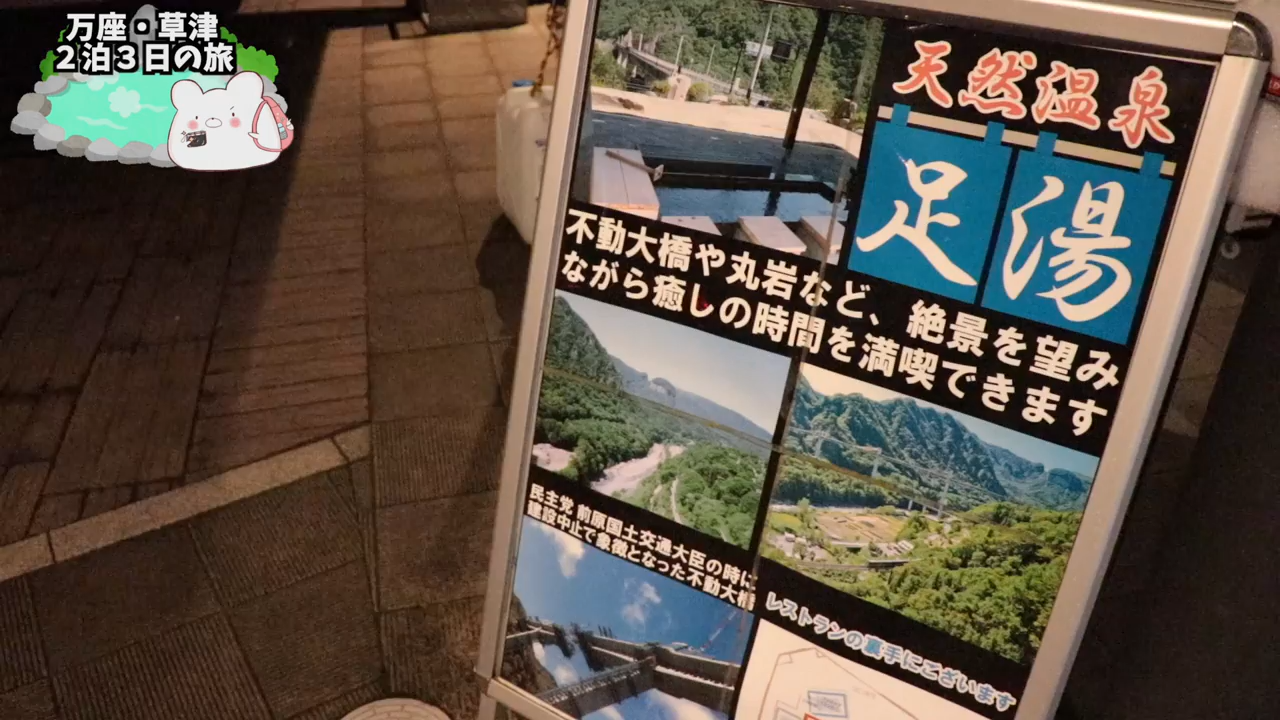 万座・草津
２泊３日の旅
天然温泉
足湯
不動大橋や丸岩など、絶景を望み
ながら癒しの時間を満喫できます
民主党 前原国土交通大臣の時に
建設中止で象徴となった不動大橋
レストランの裏手にございます